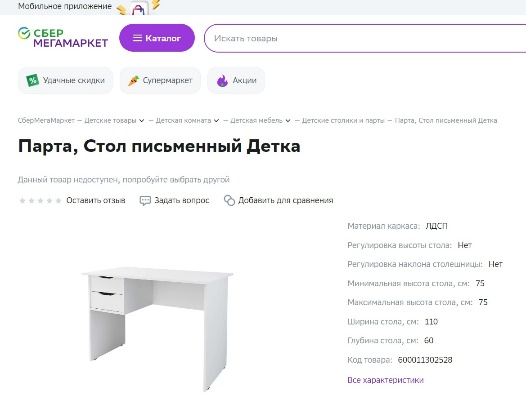 Мобильное приложение
СБЕР
МЕГАМАРКЕТ
Каталог
Искать товары
Удачные скидки
Супермаркет
Акции
СберМегаМаркет — Детские товары — Детская комната — Детская мебель — Детские столики и парты — Парта, Стол письменный Детка
Парта, Стол письменный Детка
Данный товар недоступен, попробуйте выбрать другой
Оставить отзыв
Задать вопрос
Добавить для сравнения
Материал каркаса: ЛДСП
Регулировка высоты стола: Нет
Регулировка наклона столешницы: Нет
Минимальная высота стола, см: 75
Максимальная высота стола, см: 75
Ширина стола, см: 110
Глубина стола, см: 60
Код товара: 600011302528
Все характеристики